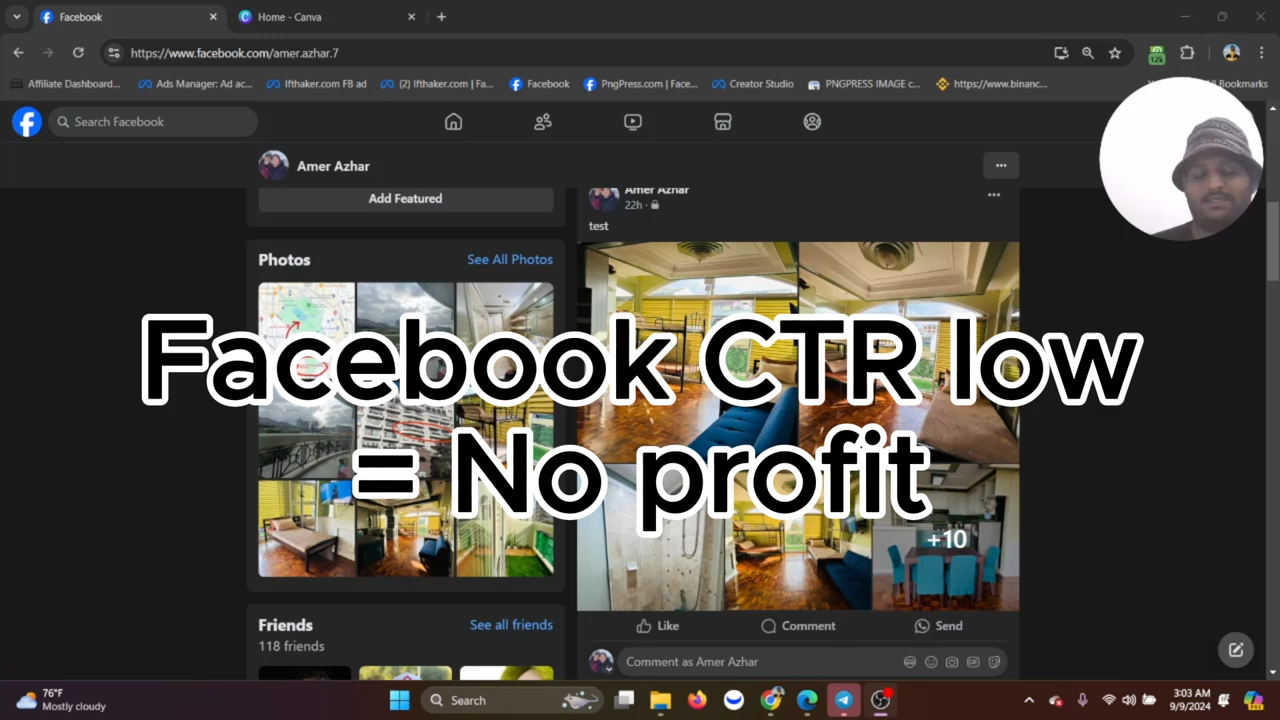 Facebook
Home - Canva
https://www.facebook.com/amer.azhar.7
12k
Affiliate Dashboard...
Ads Manager: Ad ac...
Ifthaker.com FB ad
(2) Ifthaker.com | Fa...
Facebook
PngPress.com | Face...
Creator Studio
PNGPRESS IMAGE c...
https://www.binanc...
Bookmarks
Search Facebook
Amer Azhar
Add Featured
Amer Azhar
22h
test
Photos
See All Photos
Facebook CTR low
= No profit
+10
Like
Comment
Send
Friends
See all friends
118 friends
Comment as Amer Azhar
GIF
76°F
Mostly cloudy
Search
3:03 AM
9/9/2024